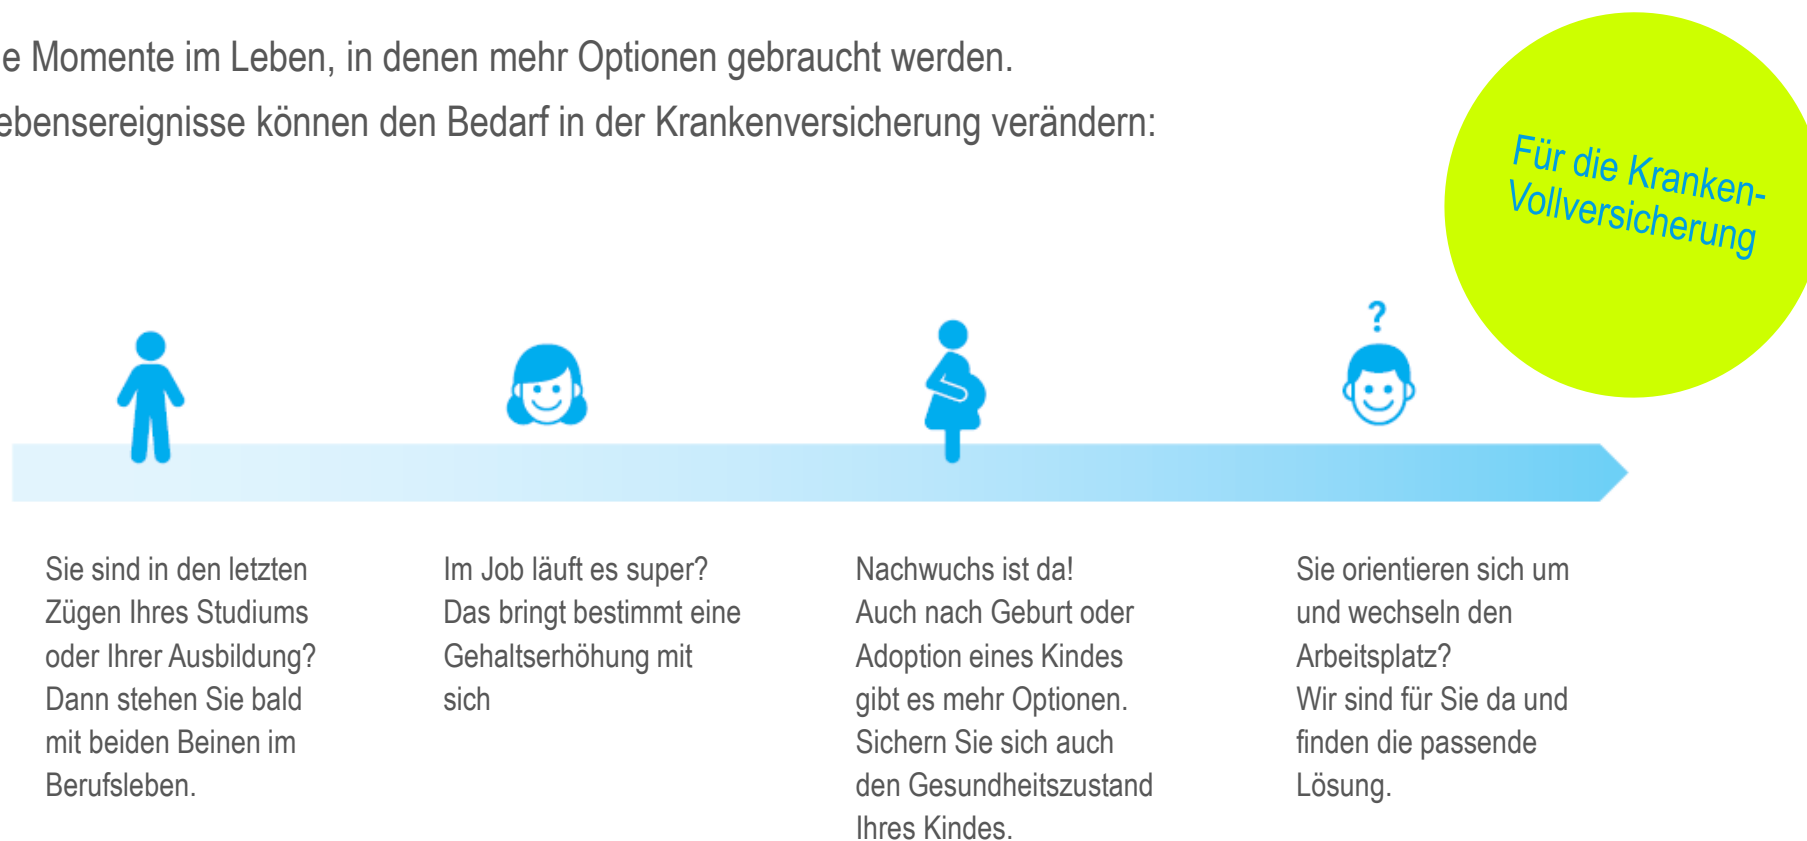 e Momente im Leben, in denen mehr Optionen gebraucht werden.
ebensereignisse können den Bedarf in der Krankenversicherung verändern:
Für die Kranken-
Vollversicherung
?
Sie sind in den letzten
Zügen Ihres Studiums
oder Ihrer Ausbildung?
Dann stehen Sie bald
mit beiden Beinen im
Berufsleben.
Im Job läuft es super?
Das bringt bestimmt eine
Gehaltserhöhung mit
sich
Nachwuchs ist da!
Auch nach Geburt oder
Adoption eines Kindes
gibt es mehr Optionen.
Sichern Sie sich auch
den Gesundheitszustand
Ihres Kindes.
Sie orientieren sich um
und wechseln den
Arbeitsplatz?
Wir sind für Sie da und
finden die passende
Lösung.